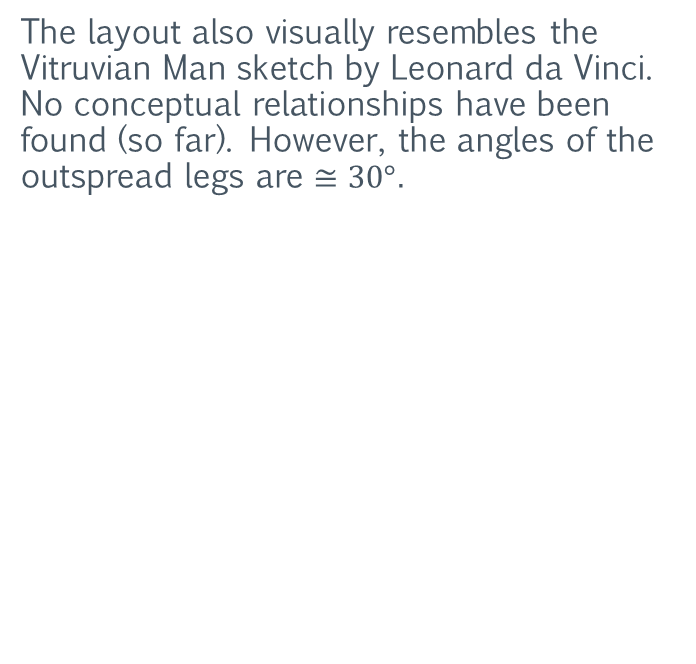 The layout also visually resembles the
Vitruvian Man sketch by Leonard da Vinci.
No conceptual relationships have been
found (so far). However, the angles of the
outspread legs are ≅ 30°.